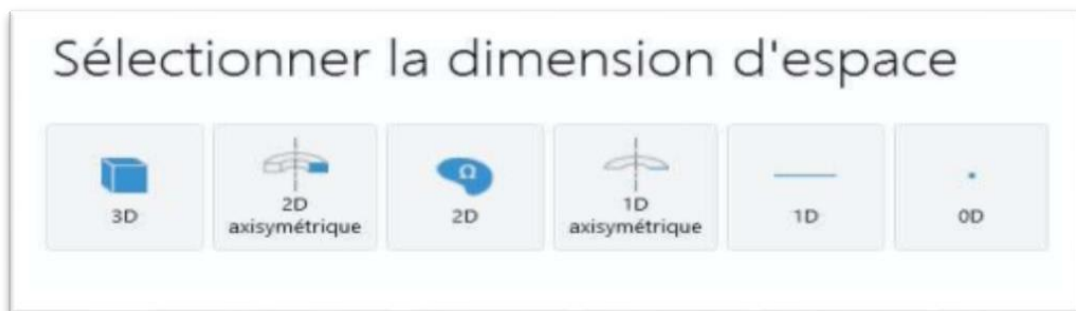 Sélectionner la dimension d'espace
3D
2D
axisymétrique
Ω
2D
1D
axisymétrique
1D
0D